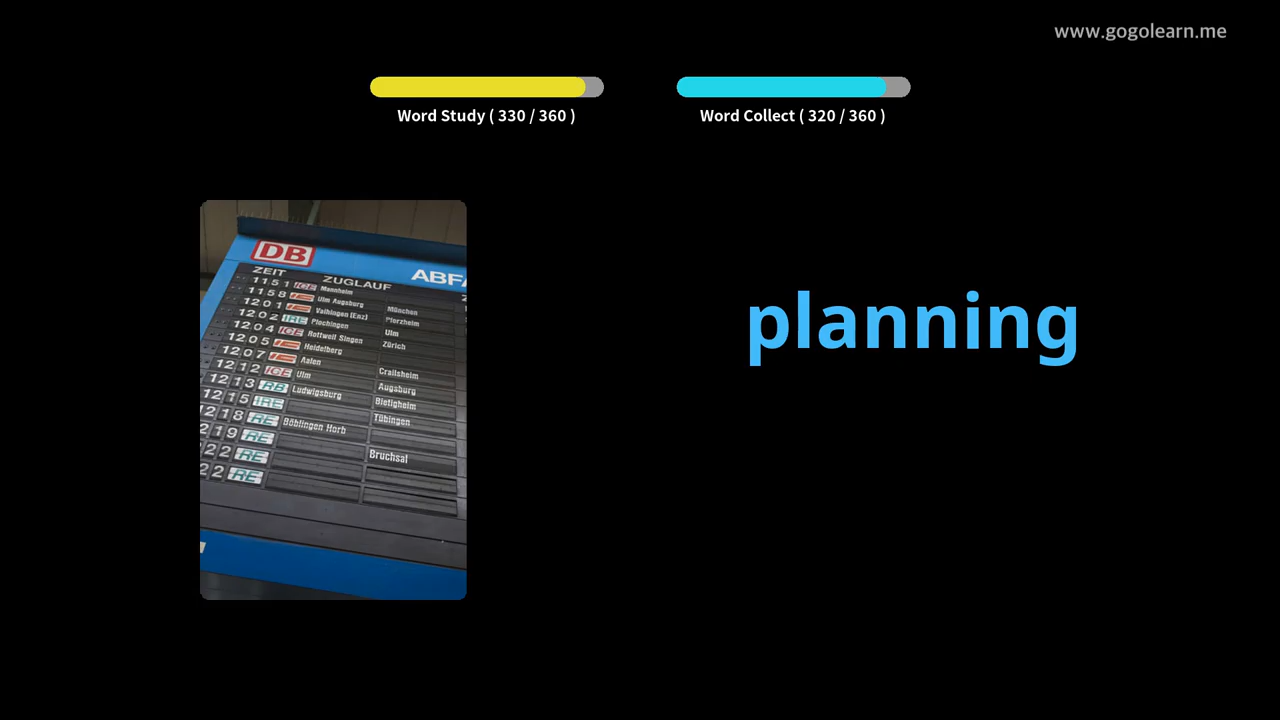 www.gogolearn.me
Word Study ( 330 / 360 )
Word Collect ( 320 / 360 )
planning
DB
ABFA
ZEIT ZUGLAUF
1151 ICE Mannheim
1158 Ulm Augsburg München
1201 Vaihingen (Enz) Pforzheim
1202 IRE Plochingen Ulm
1204 ICE Rottweil Singen Zürich
1205 Heidelberg
1207 Aalen Crailsheim
1212 ICE Ulm Augsburg
1213 RB Ludwigsburg Bietigheim
1215 IRE Tübingen
1218 RE Böblingen Horb
219 RE Bruchsal
22 RE
22 RE